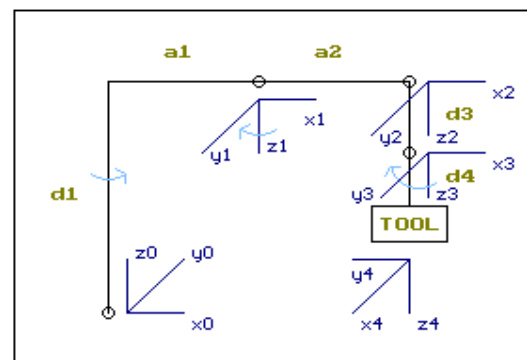 a1 a2
x2
d3
x1
y2 z2
y1 z1
x3
d4
y3 z3
d1
TOOL
z0 y0
y4
x0
x4 z4